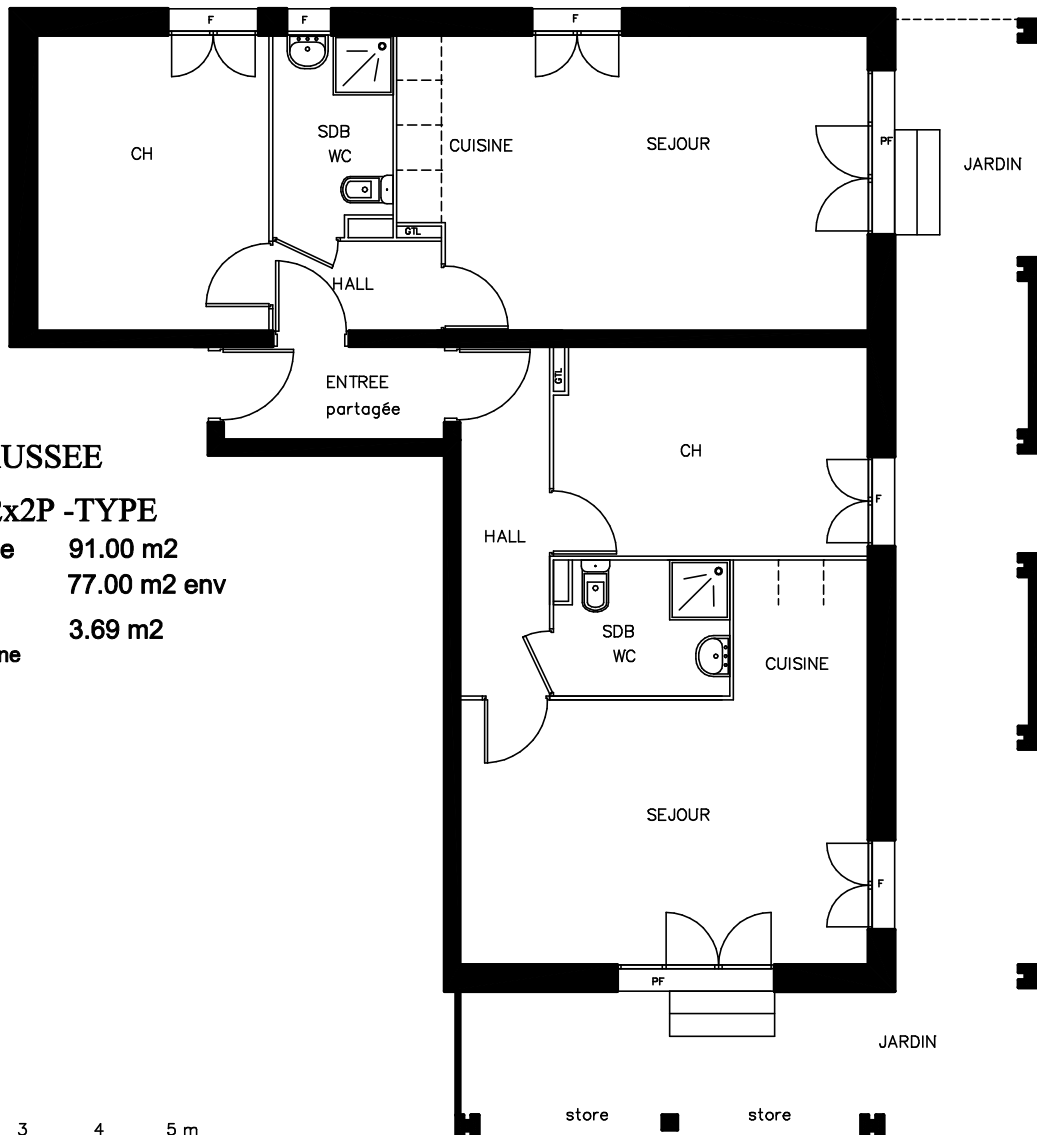 F
F
F
CH
SDB
WC
CUISINE
SEJOUR
PF
JARDIN
GTL
HALL
ENTREE
partagée
GTL
CH
F
HALL
USSEE
x2P -TYPE
e 91.00 m2
77.00 m2 env
3.69 m2
ne
SDB
WC
CUISINE
SEJOUR
F
PF
JARDIN
store
store
3 4 5 m